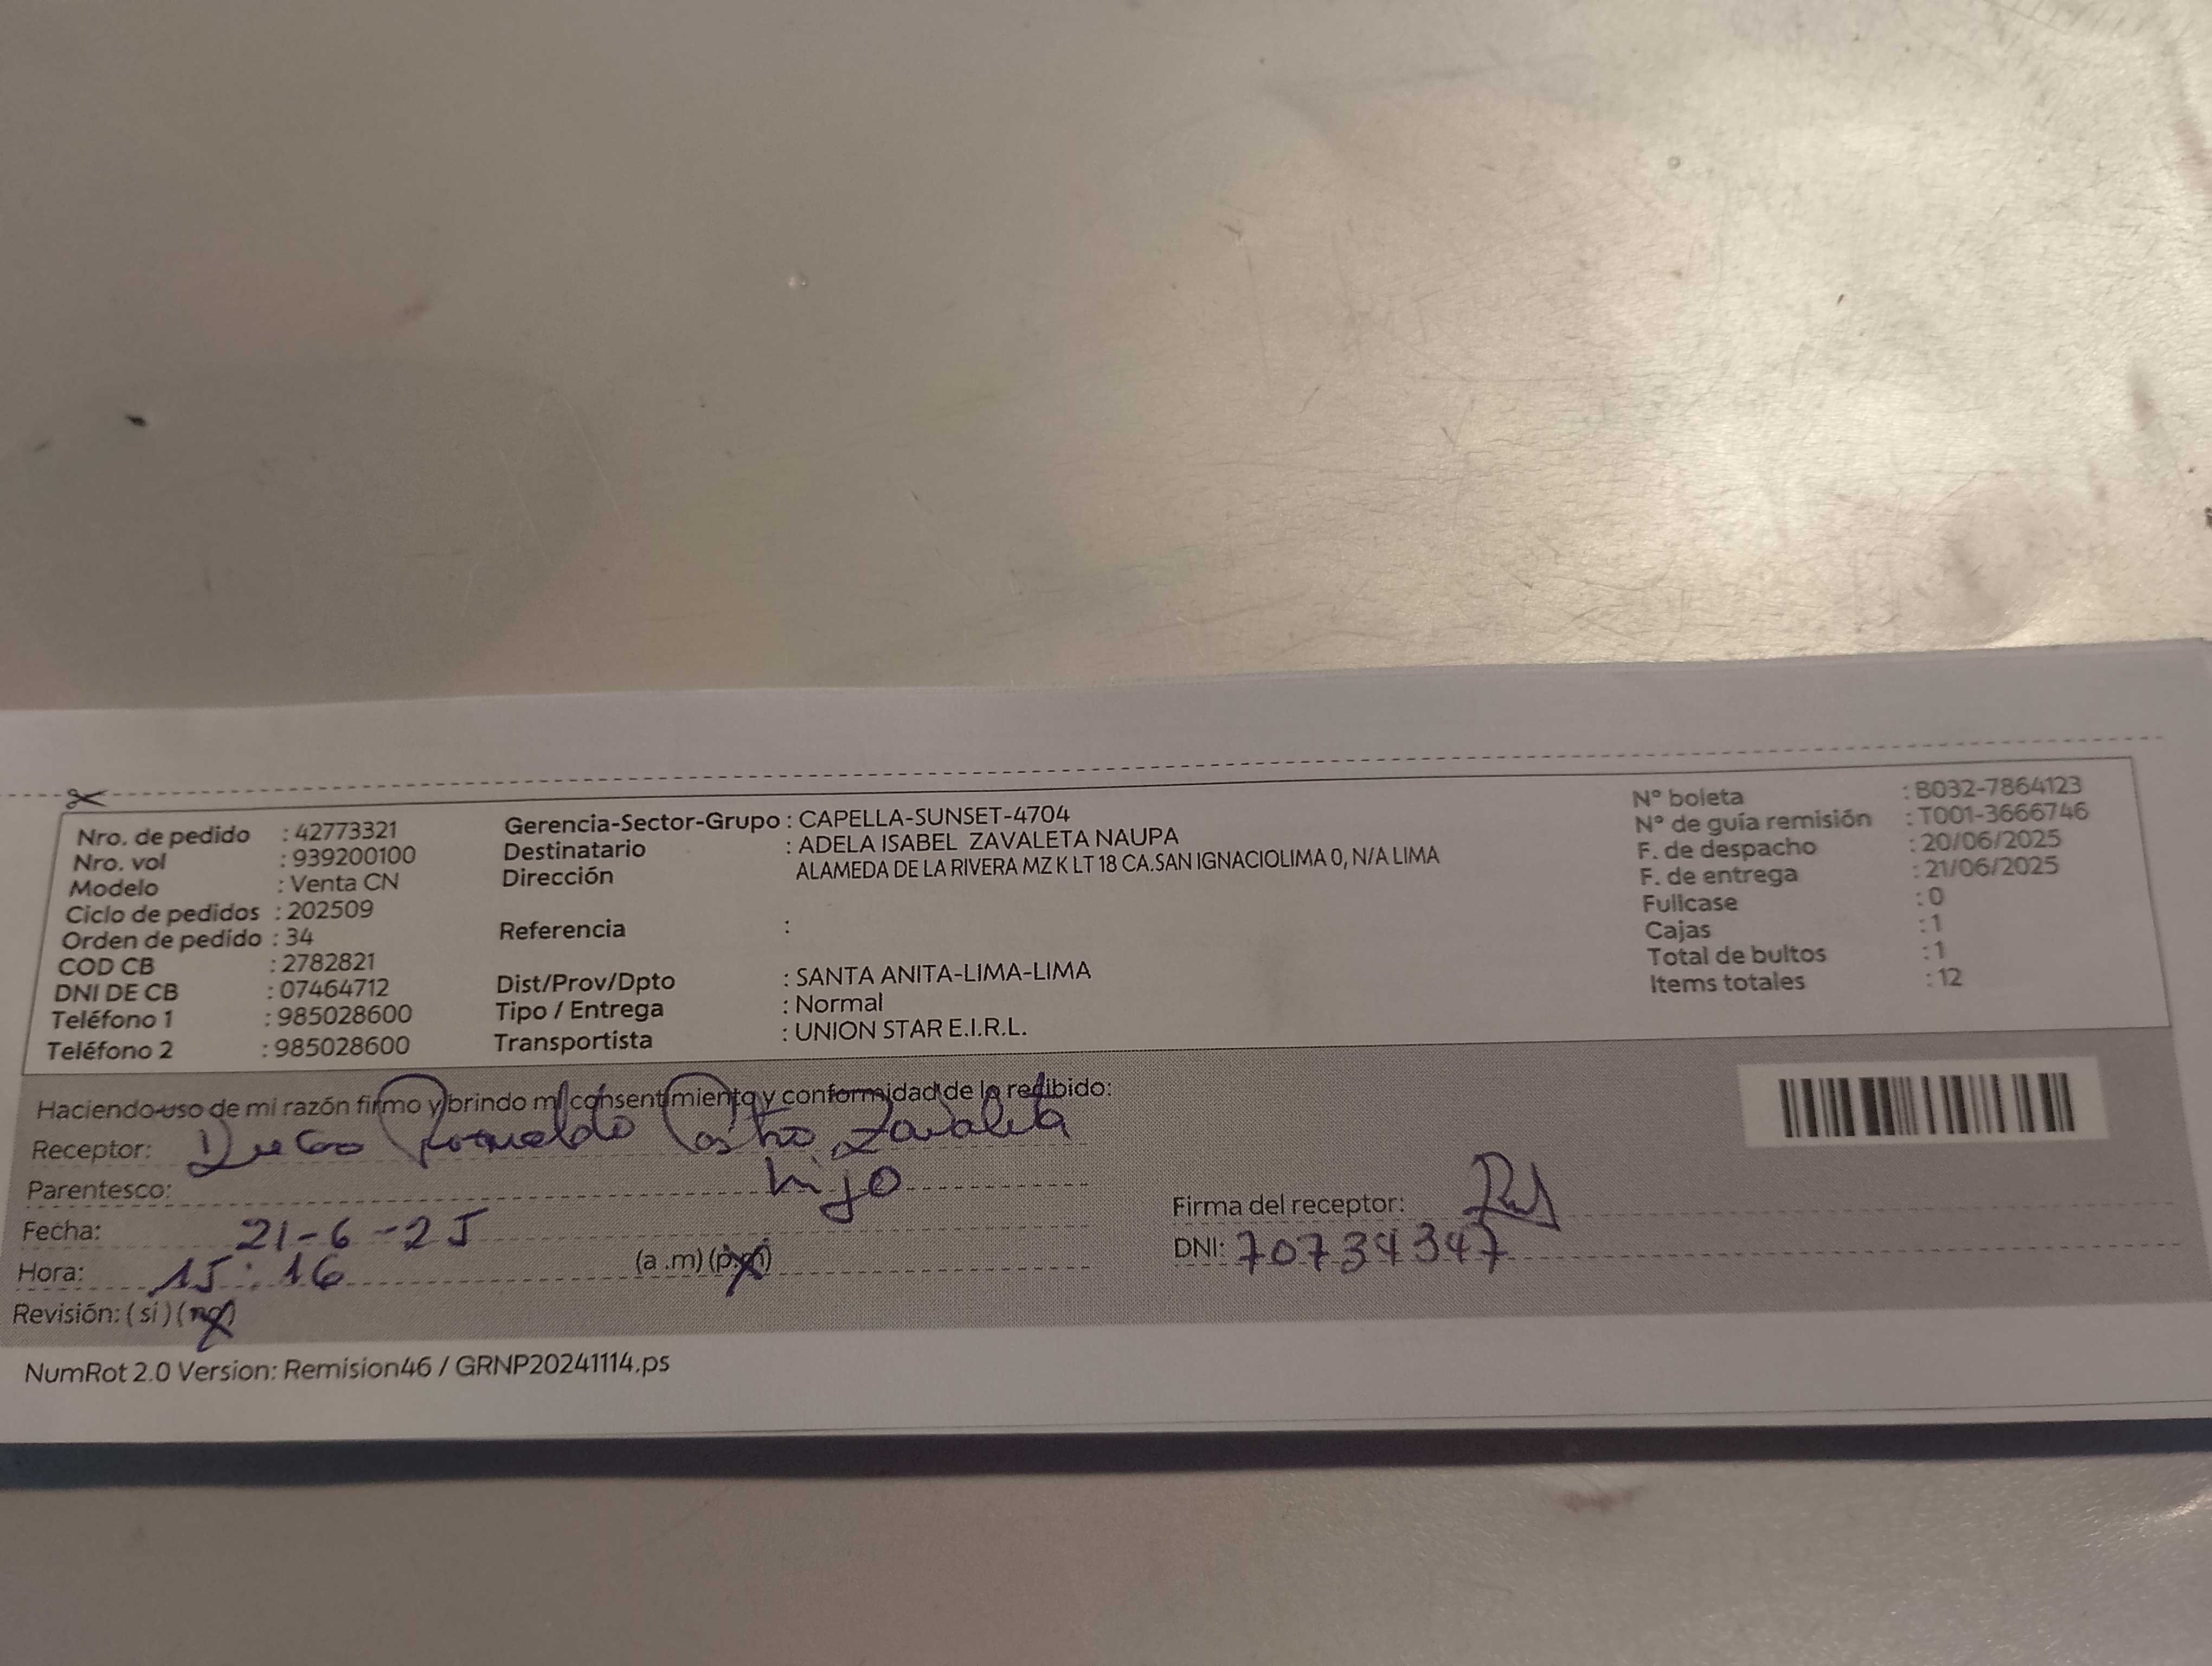 Nro. de pedido : 42773321
Nro. vol : 939200100
Modelo : Venta CN
Ciclo de pedidos : 202509
Orden de pedido : 34
COD CB : 2782821
DNI DE CB : 07464712
Teléfono 1 : 985028600
Teléfono 2 : 985028600
Gerencia-Sector-Grupo : CAPELLA-SUNSET-4704
Destinatario : ADELA ISABEL ZAVALETA NAUPA
Dirección ALAMEDA DE LA RIVERA MZ K LT 18 CA.SAN IGNACIOLIMA 0, N/A LIMA
Referencia :
Dist/Prov/Dpto : SANTA ANITA-LIMA-LIMA
Tipo / Entrega : Normal
Transportista : UNION STAR E.I.R.L.
N° boleta : B032-7864123
N° de guía remisión : T001-3666746
F. de despacho : 20/06/2025
F. de entrega : 21/06/2025
Fullcase : 0
Cajas : 1
Total de bultos : 1
Items totales : 12
Haciendo uso de mi razón firmo y brindo mi consentimiento y conformidad de lo recibido:
Receptor: Romualdo Castro Zavaleta
Parentesco: hijo
Fecha: 21-6-25
Hora: 15:16 (a.m) (p.m)
Revisión: (si) (no)
Firma del receptor:
DNI: 70734347
NumRot 2.0 Version: Remision46 / GRNP20241114.ps